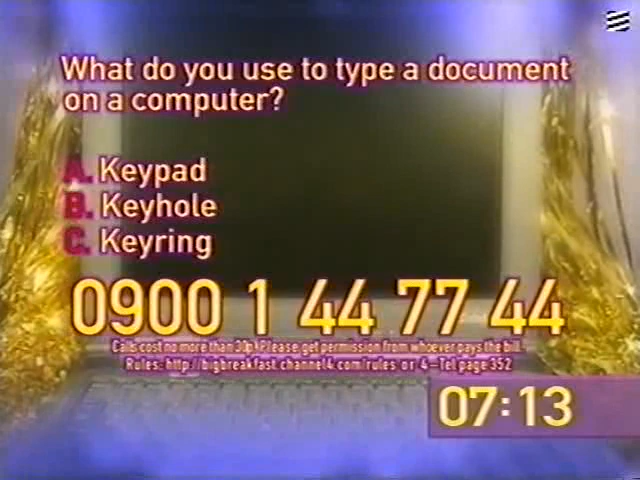 What do you use to type a document
on a computer?
A. Keypad
B. Keyhole
C. Keyring
0900 1 44 77 44
Calls cost no more than 30p. Please get permission from whoever pays the bill.
Rules: http://bigbreakfast.channel4.com/rules or 4-Tel page 352
07:13